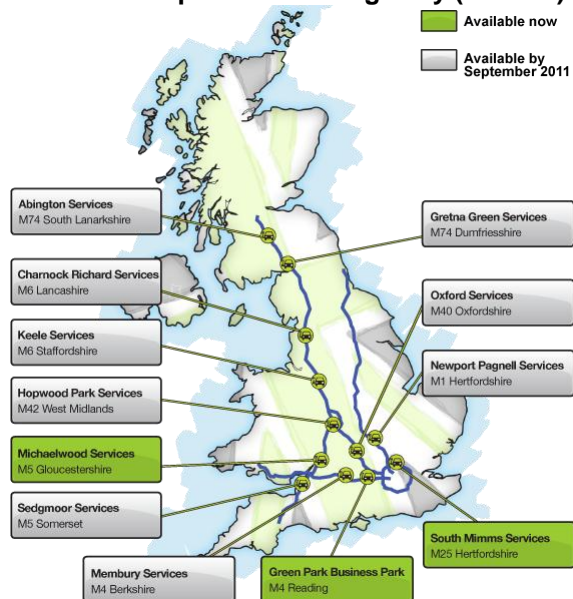 Available now
Available by
September 2011
Abington Services
M74 South Lanarkshire
Gretna Green Services
M74 Dumfriesshire
Charnock Richard Services
M6 Lancashire
Oxford Services
M40 Oxfordshire
Keele Services
M6 Staffordshire
Newport Pagnell Services
M1 Hertfordshire
Hopwood Park Services
M42 West Midlands
Michaelwood Services
M5 Gloucestershire
Sedgmoor Services
M5 Somerset
South Mimms Services
M25 Hertfordshire
Membury Services
M4 Berkshire
Green Park Business Park
M4 Reading